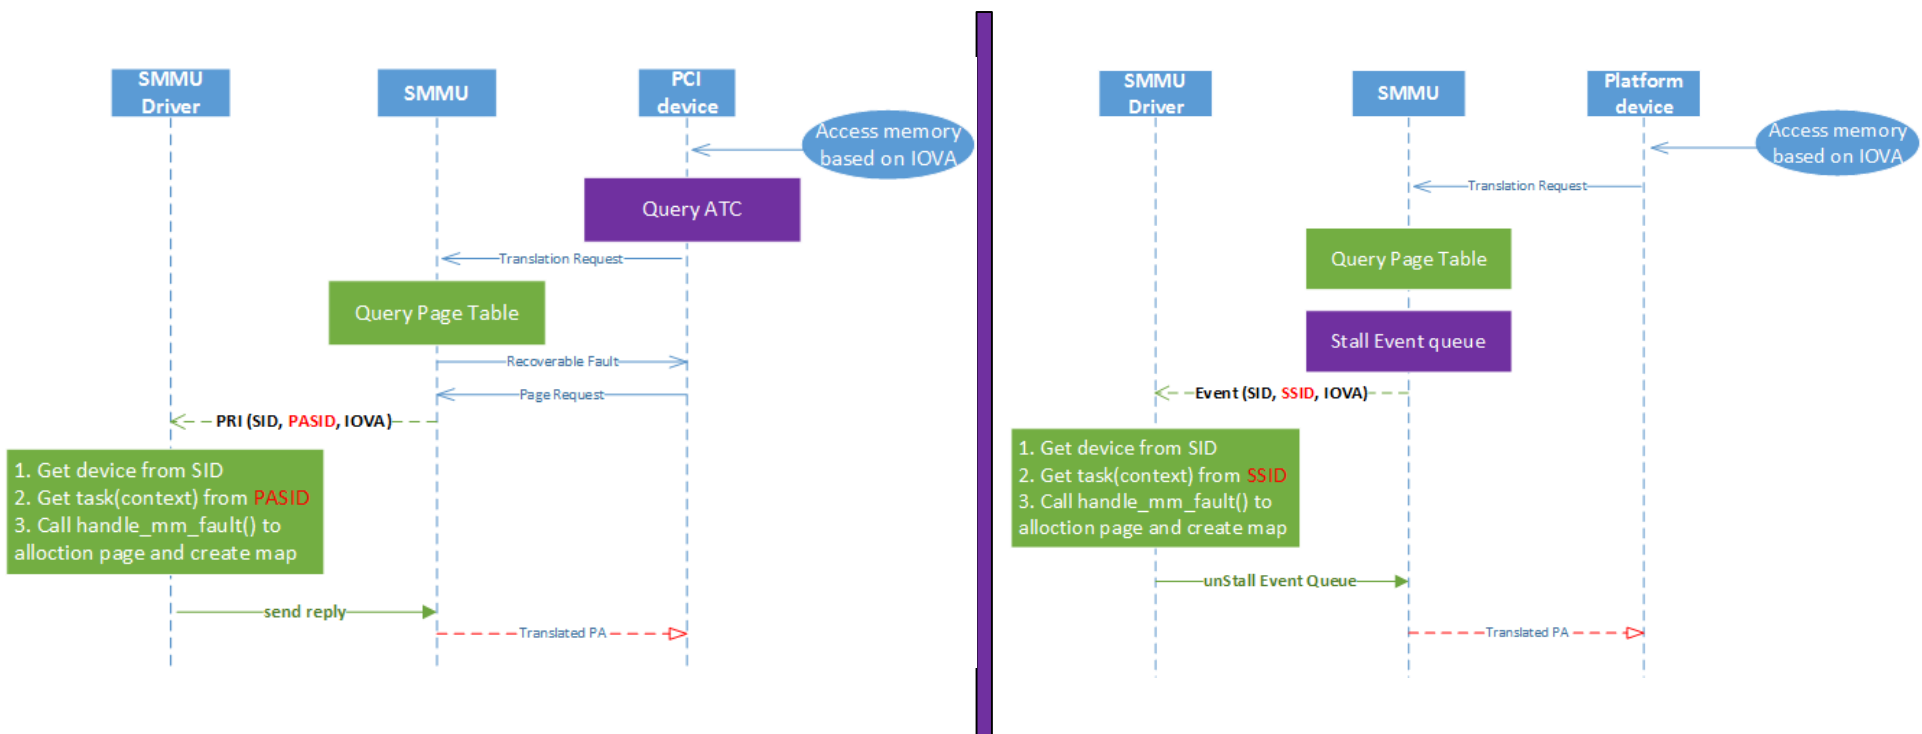 SMMU
Driver
SMMU
PCI
device
Access memory
based on IOVA
Query ATC
Translation Request
Query Page Table
Recoverable Fault
Page Request
PRI (SID, PASID, IOVA)
1. Get device from SID
2. Get task(context) from PASID
3. Call handle_mm_fault() to
alloction page and create map
send reply
Translated PA
SMMU
Driver
SMMU
Platform
device
Access memory
based on IOVA
Translation Request
Query Page Table
Stall Event queue
Event (SID, SSID, IOVA)
1. Get device from SID
2. Get task(context) from SSID
3. Call handle_mm_fault() to
alloction page and create map
unStall Event Queue
Translated PA